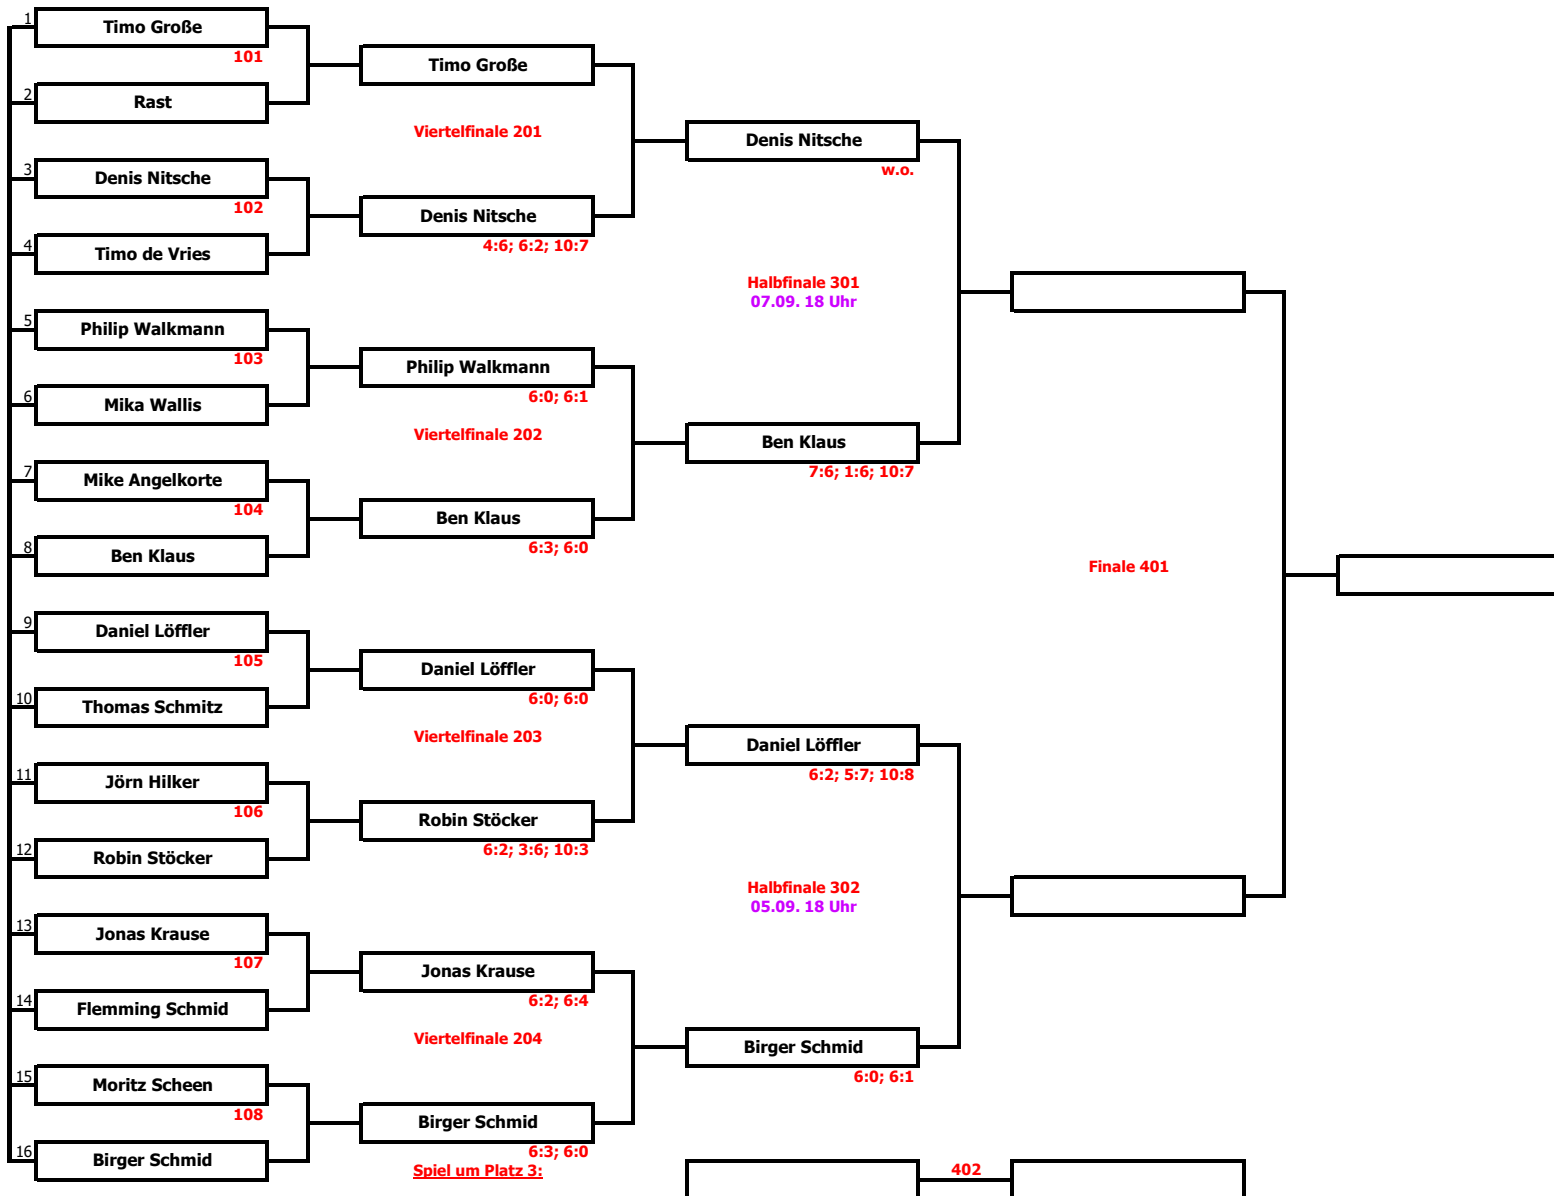 1
Timo Große
101
Timo Große
2
Rast
Viertelfinale 201
Denis Nitsche
w.o.
3
Denis Nitsche
102
Denis Nitsche
4:6; 6:2; 10:7
4
Timo de Vries
Halbfinale 301
07.09. 18 Uhr
5
Philip Walkmann
103
Philip Walkmann
6:0; 6:1
6
Mika Wallis
Viertelfinale 202
Ben Klaus
7:6; 1:6; 10:7
7
Mike Angelkorte
104
Ben Klaus
6:3; 6:0
8
Ben Klaus
Finale 401
9
Daniel Löffler
105
Daniel Löffler
6:0; 6:0
10
Thomas Schmitz
Viertelfinale 203
Daniel Löffler
6:2; 5:7; 10:8
11
Jörn Hilker
106
Robin Stöcker
6:2; 3:6; 10:3
12
Robin Stöcker
Halbfinale 302
05.09. 18 Uhr
13
Jonas Krause
107
Jonas Krause
6:2; 6:4
14
Flemming Schmid
Viertelfinale 204
Birger Schmid
6:0; 6:1
15
Moritz Scheen
108
Birger Schmid
6:3; 6:0
16
Birger Schmid
Spiel um Platz 3:
402